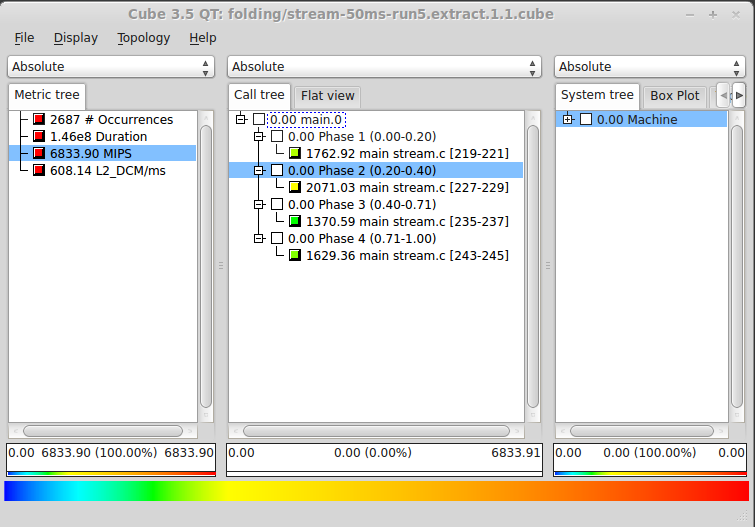 Cube 3.5 QT: folding/stream-50ms-run5.extract.1.1.cube
File Display Topology Help
Absolute Absolute Absolute
Metric tree Call tree Flat view System tree Box Plot
2687 # Occurrences
1.46e8 Duration
6833.90 MIPS
608.14 L2_DCM/ms
0.00 main.0
0.00 Phase 1 (0.00-0.20)
1762.92 main stream.c [219-221]
0.00 Phase 2 (0.20-0.40)
2071.03 main stream.c [227-229]
0.00 Phase 3 (0.40-0.71)
1370.59 main stream.c [235-237]
0.00 Phase 4 (0.71-1.00)
1629.36 main stream.c [243-245]
0.00 Machine
0.00 6833.90 (100.00%) 6833.90
0.00 0.00 (0.00%) 6833.91
0.00 0.00 (100.00%) 0.00